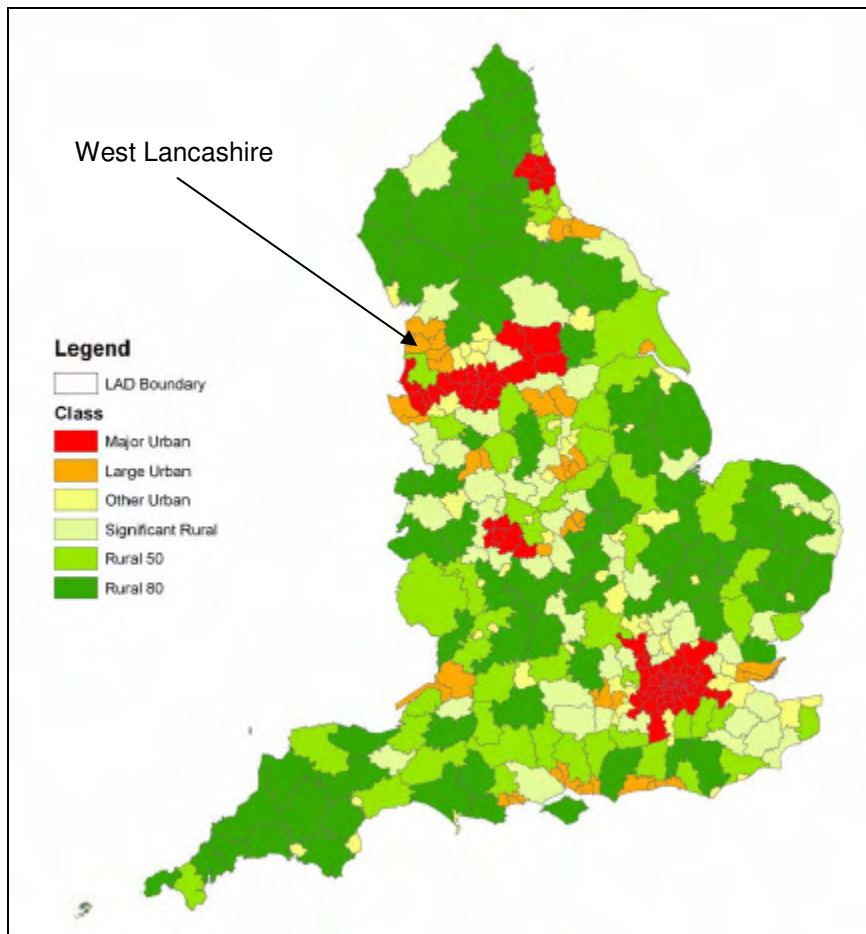 West Lancashire
Legend
LAD Boundary
Class
Major Urban
Large Urban
Other Urban
Significant Rural
Rural 50
Rural 80